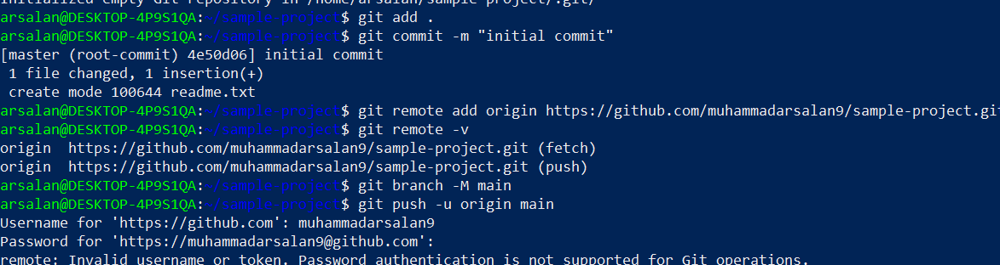 Initialized empty Git repository in /home/arsalan/sample-project/.git/
arsalan@DESKTOP-4P9S1QA:~/sample-project$ git add .
arsalan@DESKTOP-4P9S1QA:~/sample-project$ git commit -m "initial commit"
[master (root-commit) 4e50d06] initial commit
 1 file changed, 1 insertion(+)
 create mode 100644 readme.txt
arsalan@DESKTOP-4P9S1QA:~/sample-project$ git remote add origin https://github.com/muhammadarsalan9/sample-project.git
arsalan@DESKTOP-4P9S1QA:~/sample-project$ git remote -v
origin  https://github.com/muhammadarsalan9/sample-project.git (fetch)
origin  https://github.com/muhammadarsalan9/sample-project.git (push)
arsalan@DESKTOP-4P9S1QA:~/sample-project$ git branch -M main
arsalan@DESKTOP-4P9S1QA:~/sample-project$ git push -u origin main
Username for 'https://github.com': muhammadarsalan9
Password for 'https://muhammadarsalan9@github.com':
remote: Invalid username or token. Password authentication is not supported for Git operations.